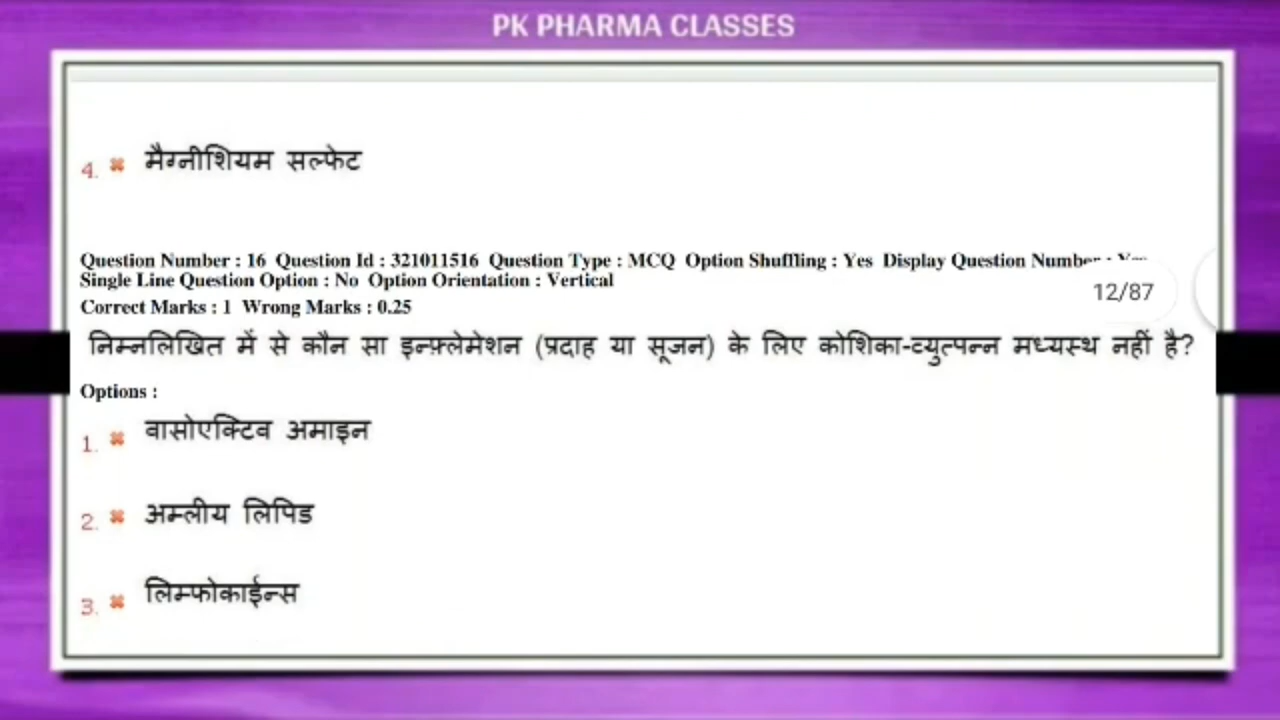 PK PHARMA CLASSES
4. मैग्नीशियम सल्फेट
Question Number : 16 Question Id : 321011516 Question Type : MCQ Option Shuffling : Yes Display Question Number :
Single Line Question Option : No Option Orientation : Vertical
12/87
Correct Marks : 1 Wrong Marks : 0.25
निम्नलिखित में से कौन सा इन्फ़्लेमेशन (प्रदाह या सूजन) के लिए कोशिका-व्युत्पन्न मध्यस्थ नहीं है?
Options :
1. वासोएक्टिव अमाइन
2. अम्लीय लिपिड
3. लिम्फोकाईन्स